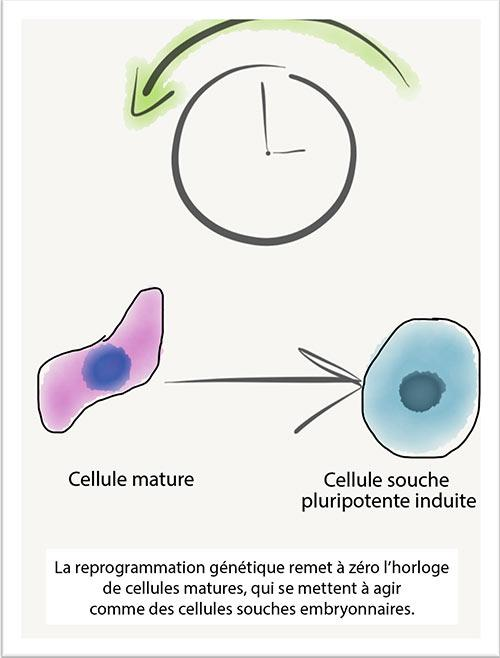 Cellule mature
Cellule souche
pluripotente induite
La reprogrammation génétique remet à zéro l’horloge
de cellules matures, qui se mettent à agir
comme des cellules souches embryonnaires.